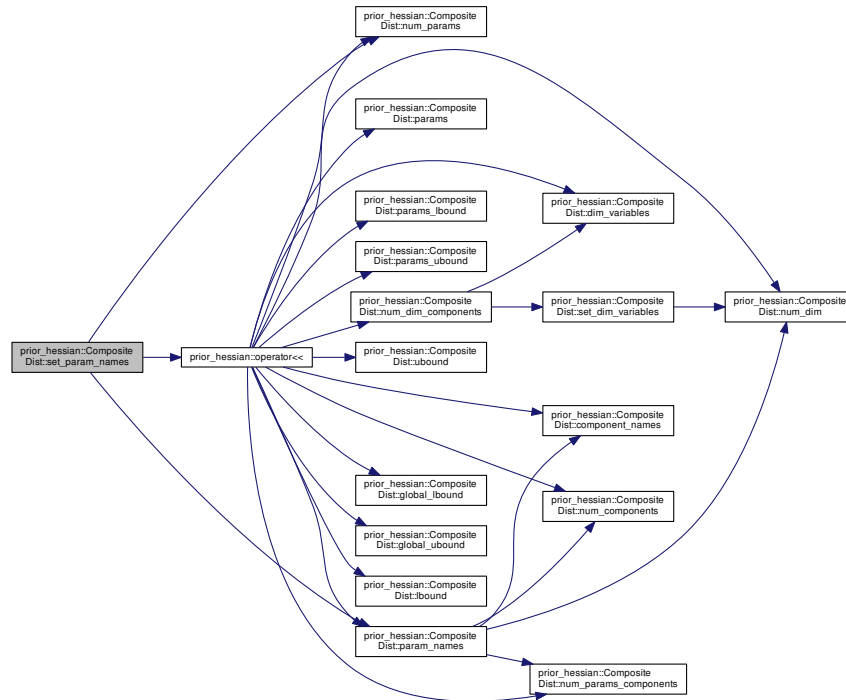 prior_hessian::Composite
Dist::set_param_names
prior_hessian::operator<<
prior_hessian::Composite
Dist::num_params
prior_hessian::Composite
Dist::params
prior_hessian::Composite
Dist::params_lbound
prior_hessian::Composite
Dist::params_ubound
prior_hessian::Composite
Dist::num_dim_components
prior_hessian::Composite
Dist::ubound
prior_hessian::Composite
Dist::global_lbound
prior_hessian::Composite
Dist::global_ubound
prior_hessian::Composite
Dist::lbound
prior_hessian::Composite
Dist::param_names
prior_hessian::Composite
Dist::dim_variables
prior_hessian::Composite
Dist::set_dim_variables
prior_hessian::Composite
Dist::component_names
prior_hessian::Composite
Dist::num_components
prior_hessian::Composite
Dist::num_params_components
prior_hessian::Composite
Dist::num_dim